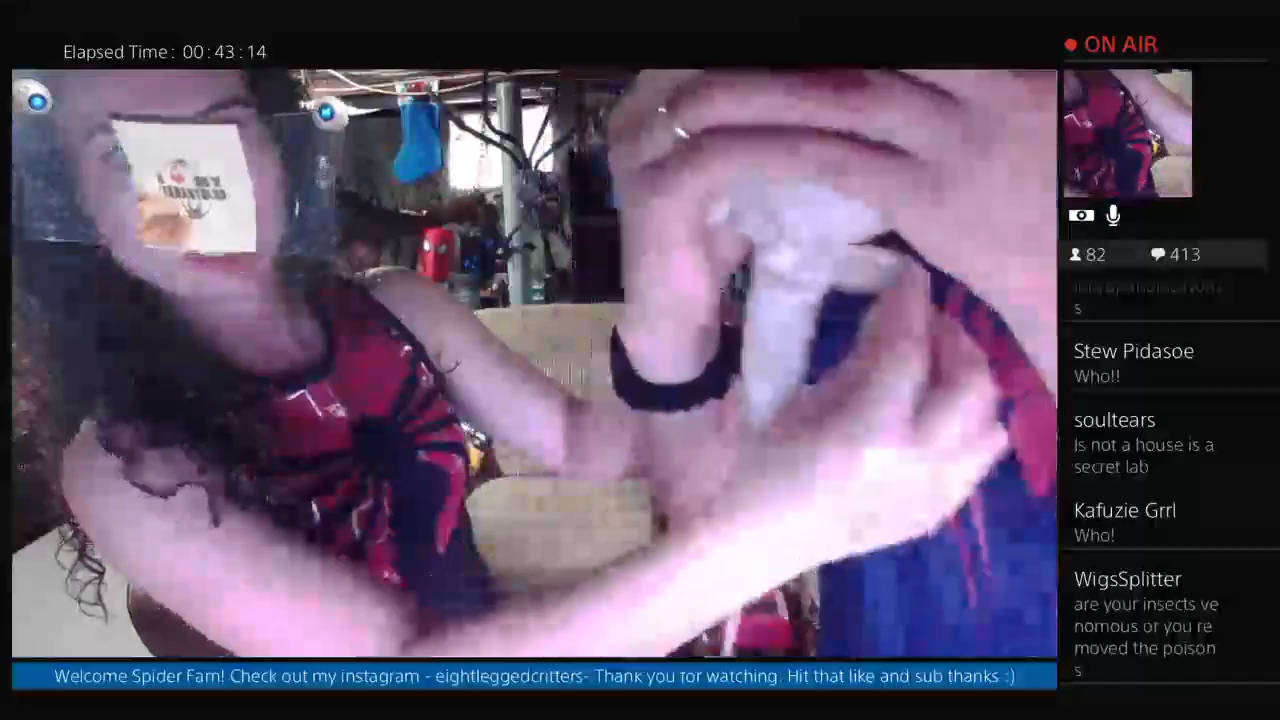 Elapsed Time: 00:43:14
ON AIR
82
413
s
Stew Pidasoe
Who!!
soultears
Is not a house is a
secret lab
Kafuzie Grrl
Who!
WigsSplitter
are your insects ve
nomous or you re
moved the poison
s
Welcome Spider Fam! Check out my instagram - eightleggedcritters- Thank you for watching. Hit that like and sub thanks :)